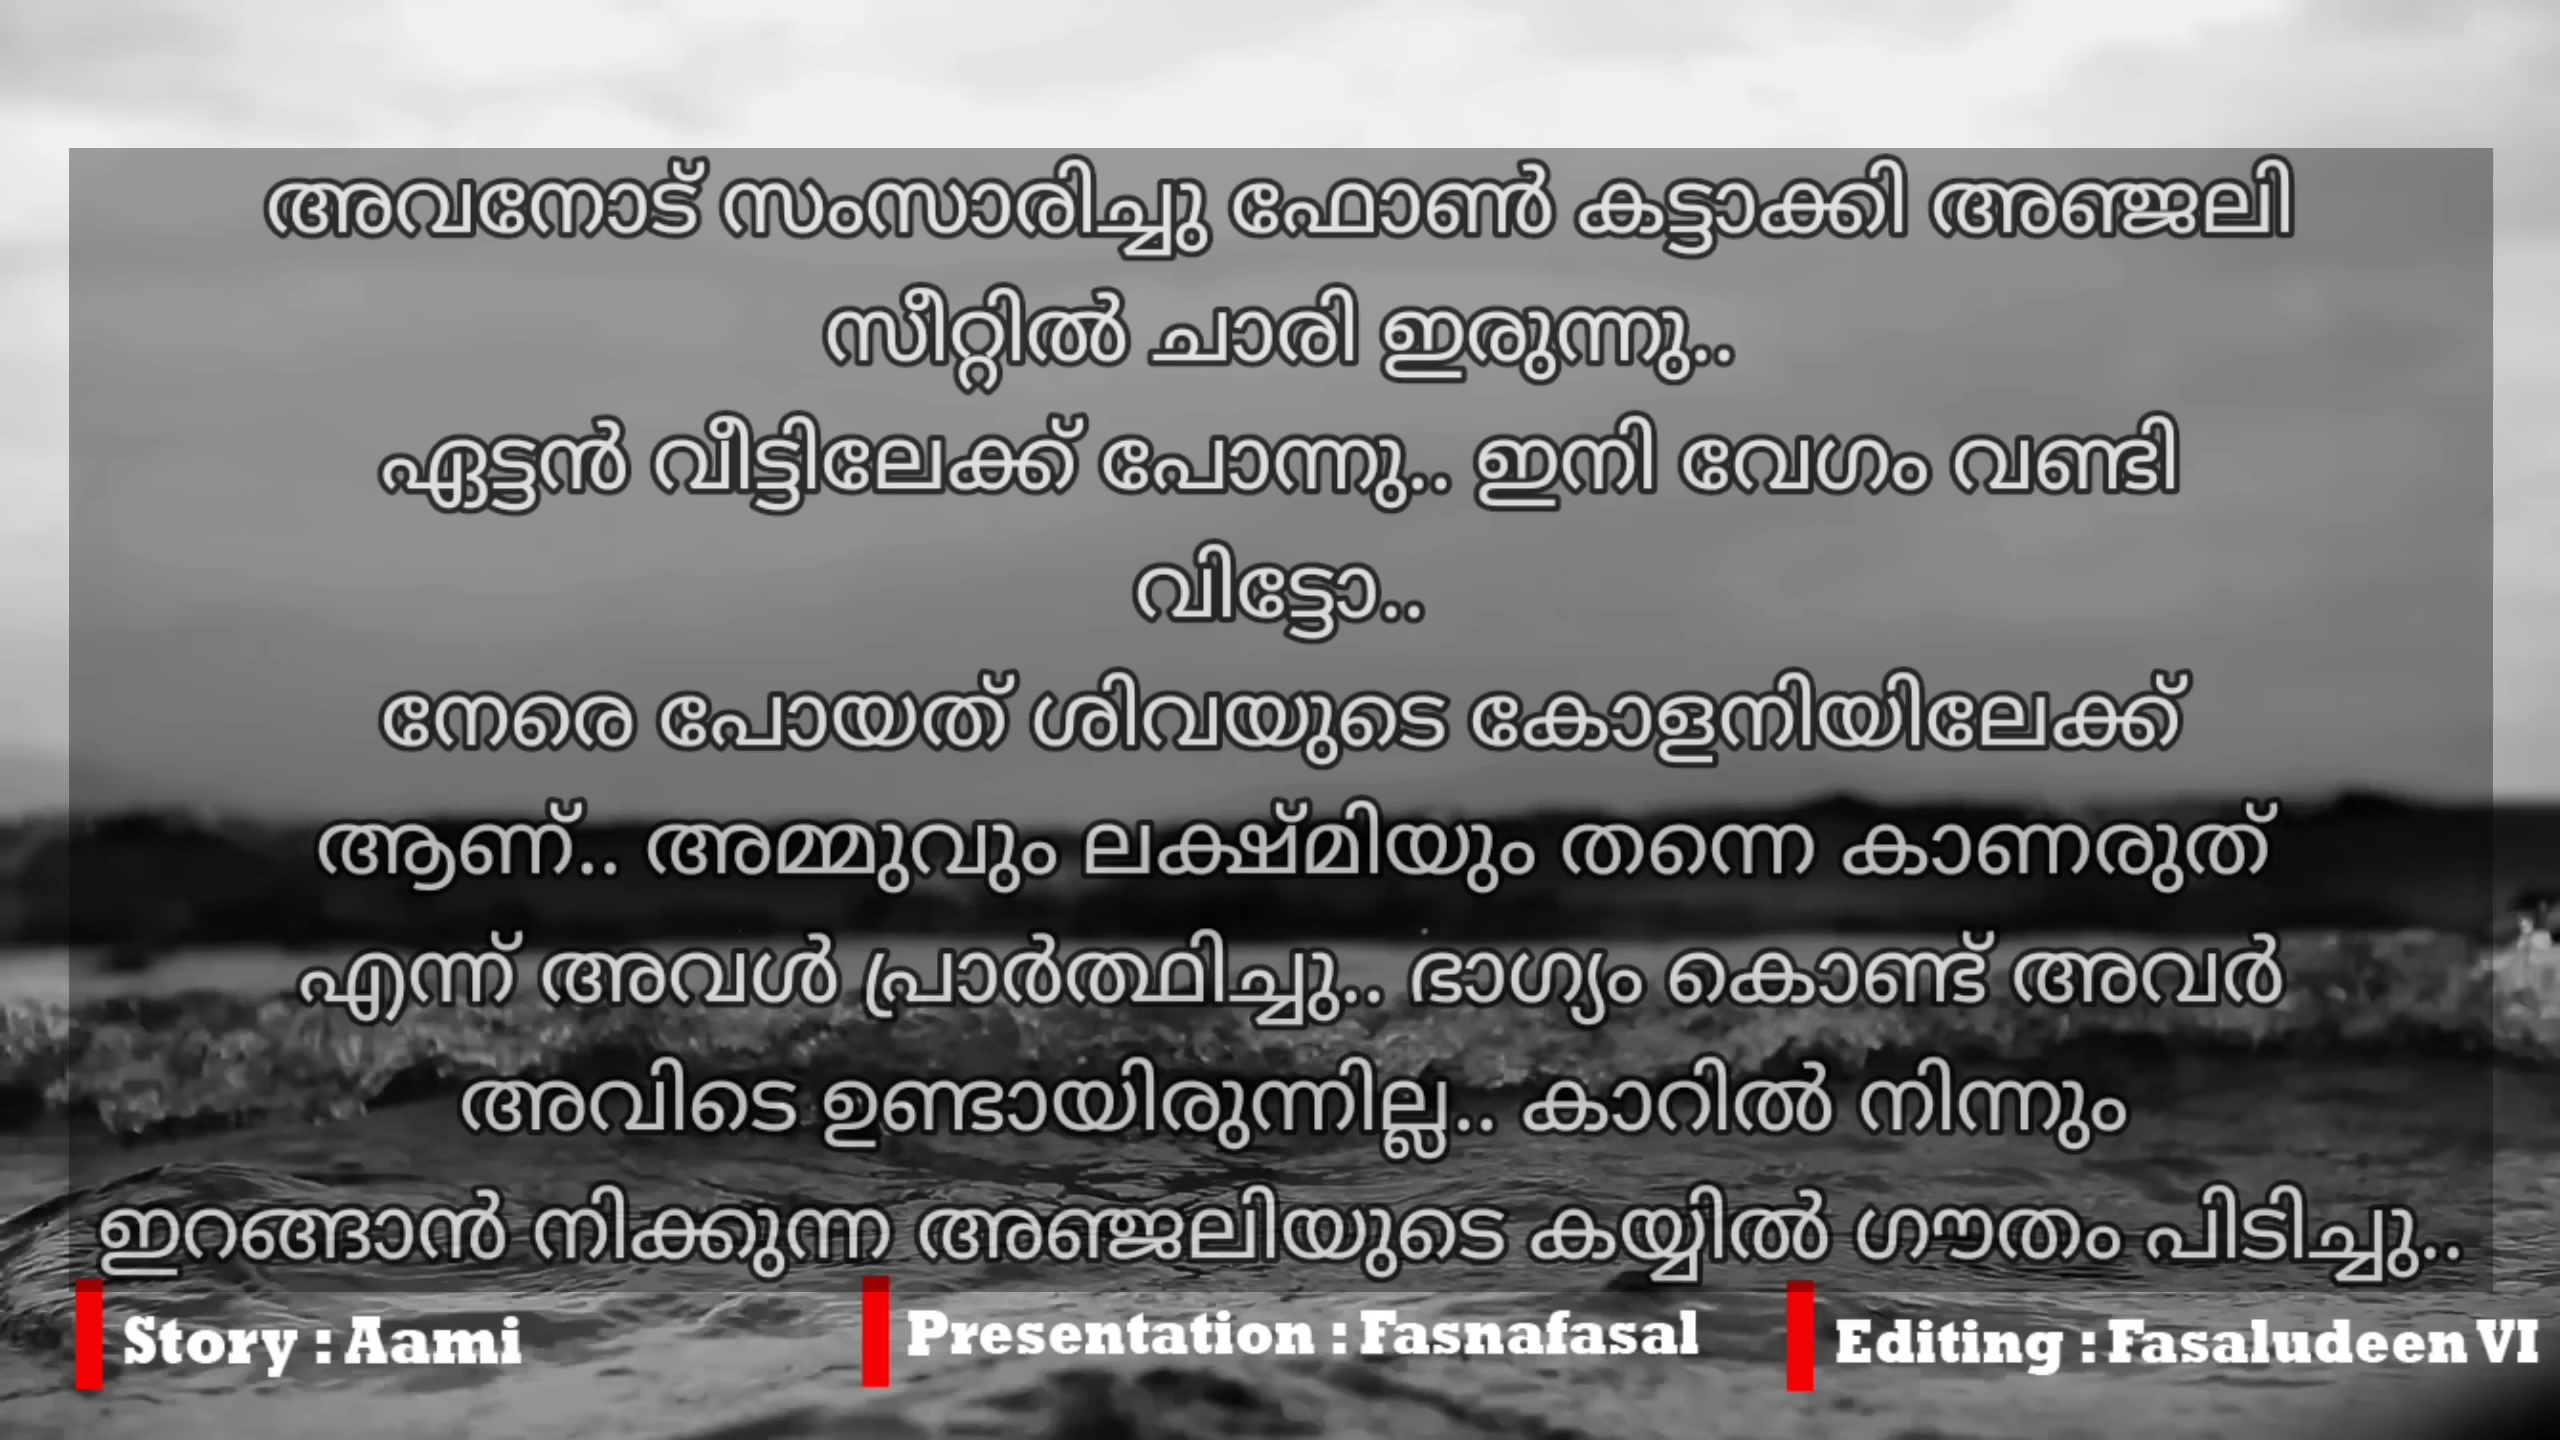 അവനോട് സംസാരിച്ചു ഫോൺ കട്ടാക്കി അഞ്ജലി
സീറ്റിൽ ചാരി ഇരുന്നു..
ഏട്ടൻ വീട്ടിലേക്ക് പോന്നു.. ഇനി വേഗം വണ്ടി
വിട്ടോ..
നേരെ പോയത് ശിവയുടെ കോളനിയിലേക്ക്
ആണ്.. അമ്മുവും ലക്ഷ്മിയും തന്നെ കാണരുത്
എന്ന് അവൾ പ്രാർത്ഥിച്ചു.. ഭാഗ്യം കൊണ്ട് അവർ
അവിടെ ഉണ്ടായിരുന്നില്ല.. കാറിൽ നിന്നും
ഇറങ്ങാൻ നിക്കുന്ന അഞ്ജലിയുടെ കയ്യിൽ ഗൗതം പിടിച്ചു..
Story : Aami
Presentation : Fasnafasal
Editing : Fasaludeen VI